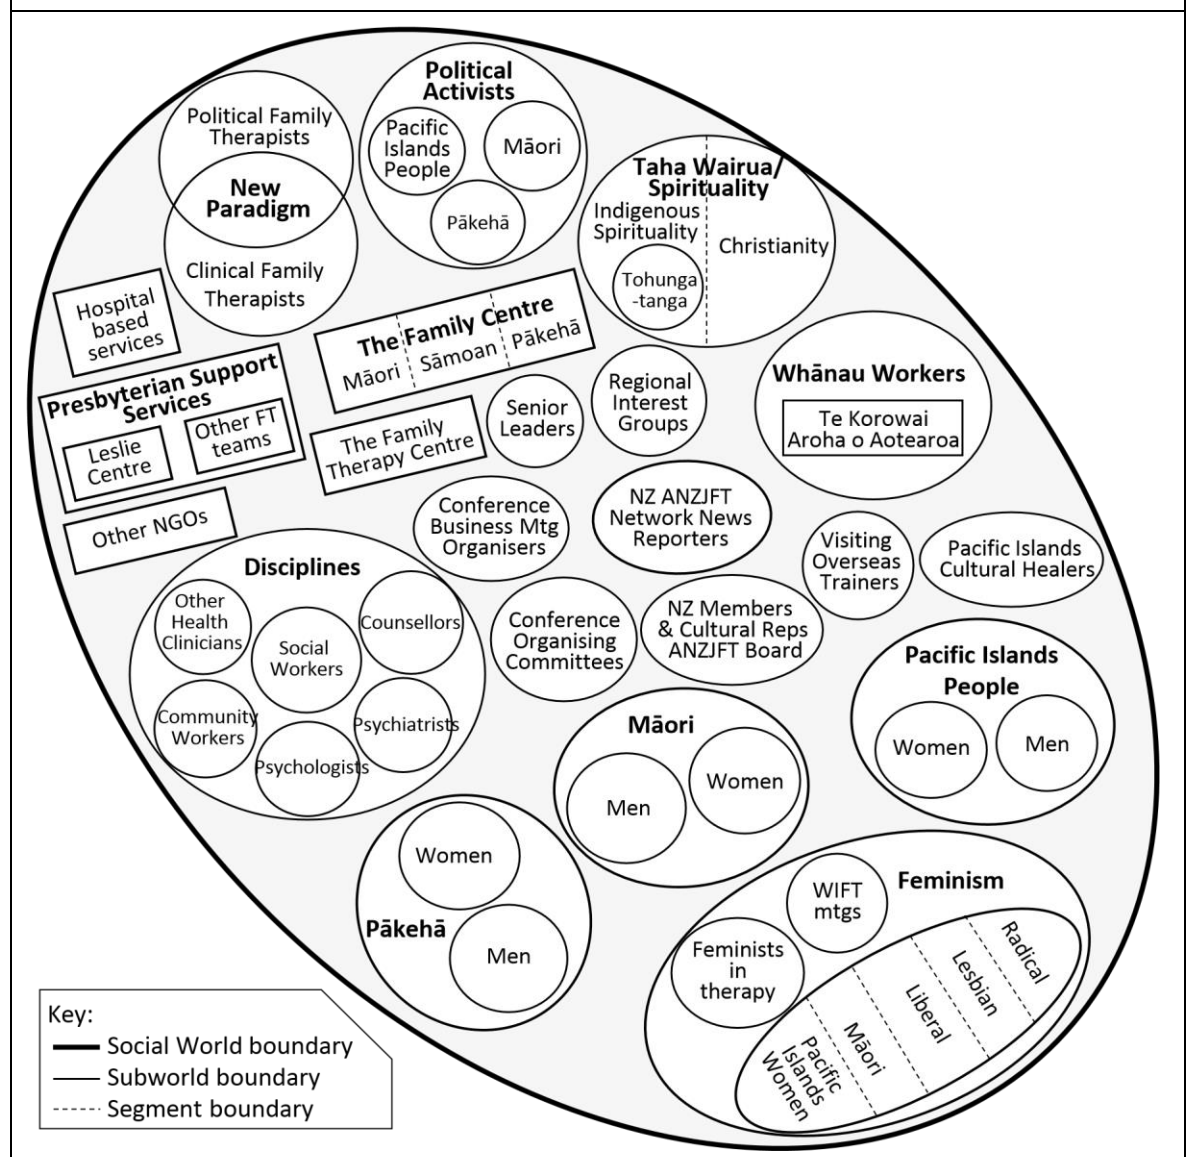 Political Family
Therapists
New
Paradigm
Clinical Family
Therapists
Political
Activists
Pacific
Islands
People
Māori
Pākehā
Taha Wairua/
Spirituality
Indigenous
Spirituality
Tohunga
-tanga
Christianity
Hospital
based
services
The Family Centre
Māori
Sāmoan
Pākehā
Presbyterian Support
Services
Leslie
Centre
Other FT
teams
The Family
Therapy Centre
Other NGOs
Senior
Leaders
Regional
Interest
Groups
Whānau Workers
Te Korowai
Aroha o Aotearoa
Conference
Business Mtg
Organisers
NZ ANZJFT
Network News
Reporters
Visiting
Overseas
Trainers
Pacific Islands
Cultural Healers
Disciplines
Other
Health
Clinicians
Social
Workers
Counsellors
Community
Workers
Psychologists
Psychiatrists
Conference
Organising
Committees
NZ Members
& Cultural Reps
ANZJFT Board
Pacific Islands
People
Women
Men
Māori
Men
Women
Women
Pākehā
Men
Feminism
WIFT
mtgs
Feminists
in
therapy
Pacific
Islands
Women
Māori
Liberal
Lesbian
Radical
Key:
Social World boundary
Subworld boundary
Segment boundary